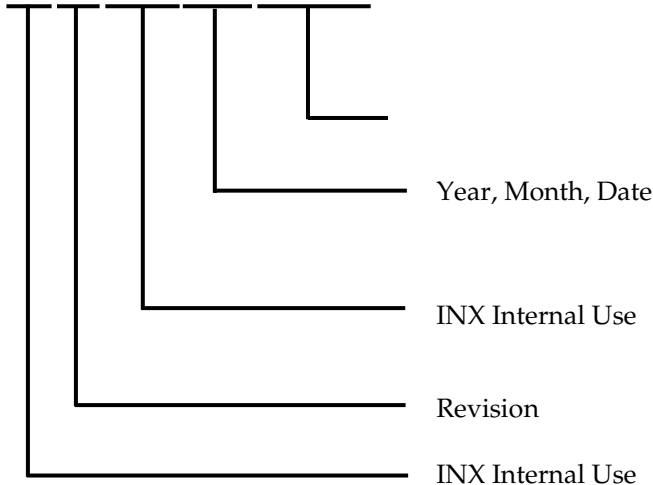 Year, Month, Date
INX Internal Use
Revision
INX Internal Use